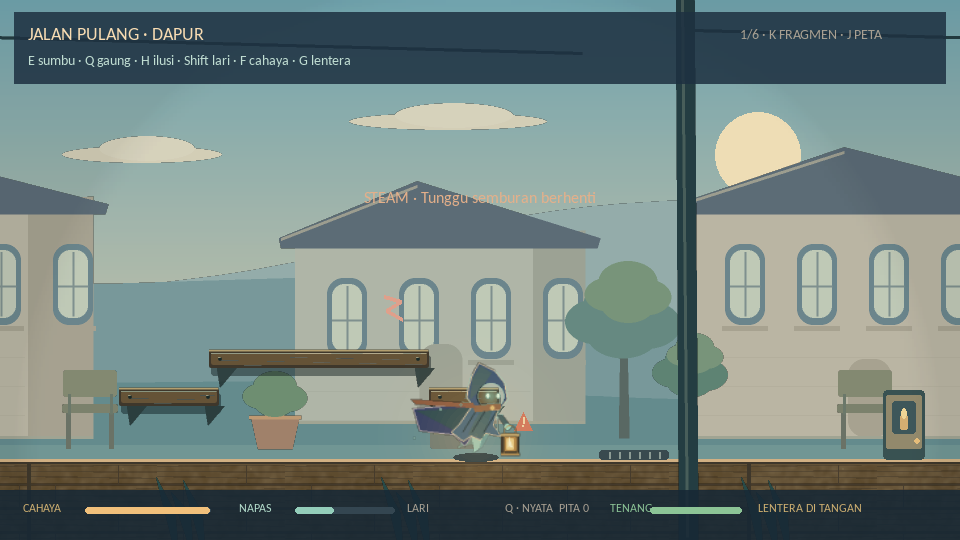 JALAN PULANG · DAPUR
1/6 · K FRAGMEN · J PETA
E sumbu · Q gaung · H ilusi · Shift lari · F cahaya · G lentera
STEAM · Tunggu semburan berhenti
CAHAYA
NAPAS
LARI
Q · NYATA PITA 0
TENANG
LENTERA DI TANGAN